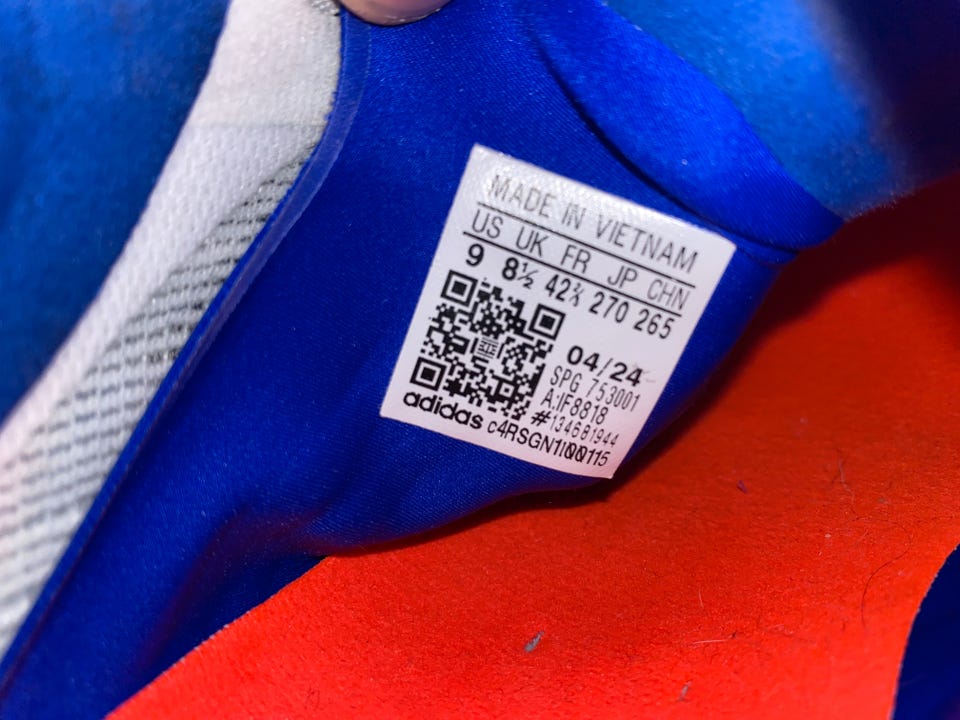 MADE IN VIETNAM
US UK FR JP CHN
9 8½ 42⅔ 270 265
04/24
SPG 753001
A:IF8818
#134681944
adidas c4RSGN1I00115